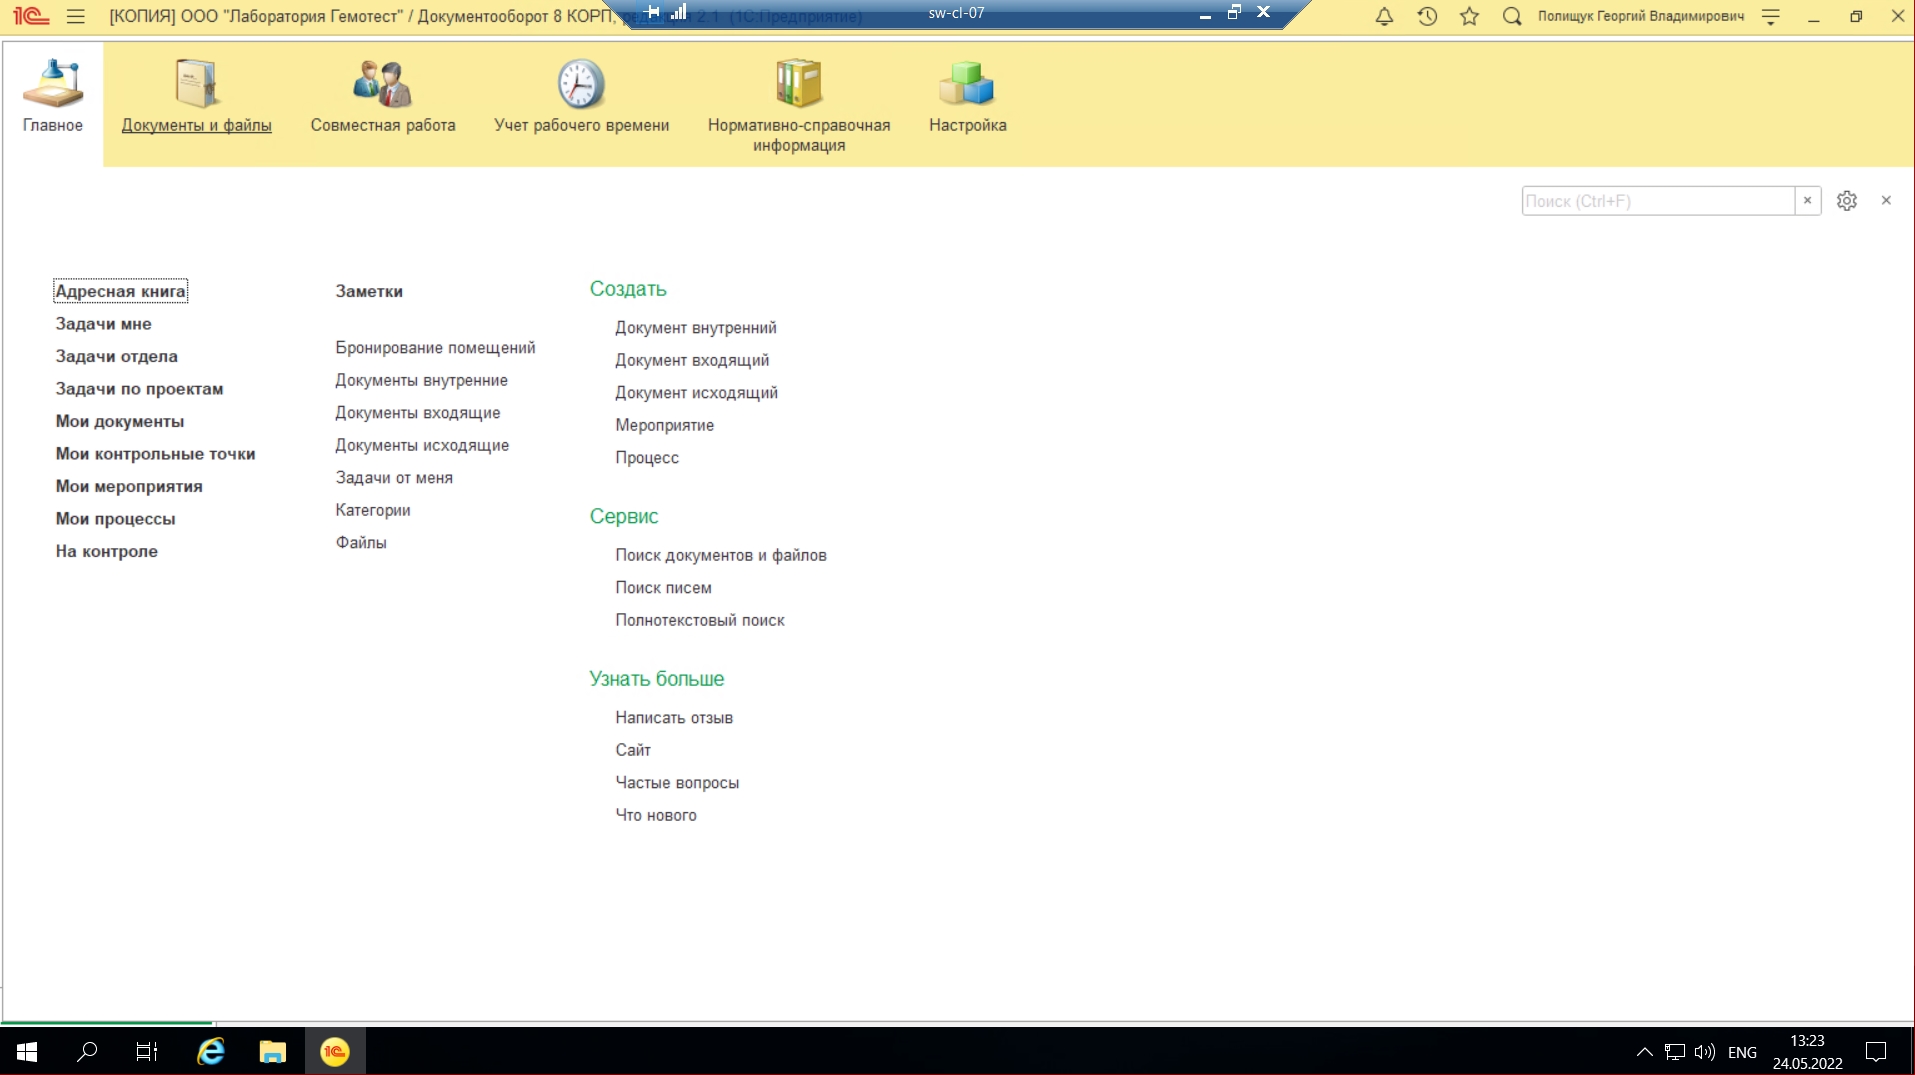 [КОПИЯ] ООО "Лаборатория Гемотест" / Документооборот 8 КОРП, редакция 2.1 (1С:Предприятие)
sw-cl-07
Полищук Георгий Владимирович
Главное
Документы и файлы
Совместная работа
Учет рабочего времени
Нормативно-справочная
информация
Настройка
Поиск (Ctrl+F)
Адресная книга
Задачи мне
Задачи отдела
Задачи по проектам
Мои документы
Мои контрольные точки
Мои мероприятия
Мои процессы
На контроле
Заметки
Бронирование помещений
Документы внутренние
Документы входящие
Документы исходящие
Задачи от меня
Категории
Файлы
Создать
Документ внутренний
Документ входящий
Документ исходящий
Мероприятие
Процесс
Сервис
Поиск документов и файлов
Поиск писем
Полнотекстовый поиск
Узнать больше
Написать отзыв
Сайт
Частые вопросы
Что нового
ENG
13:23
24.05.2022